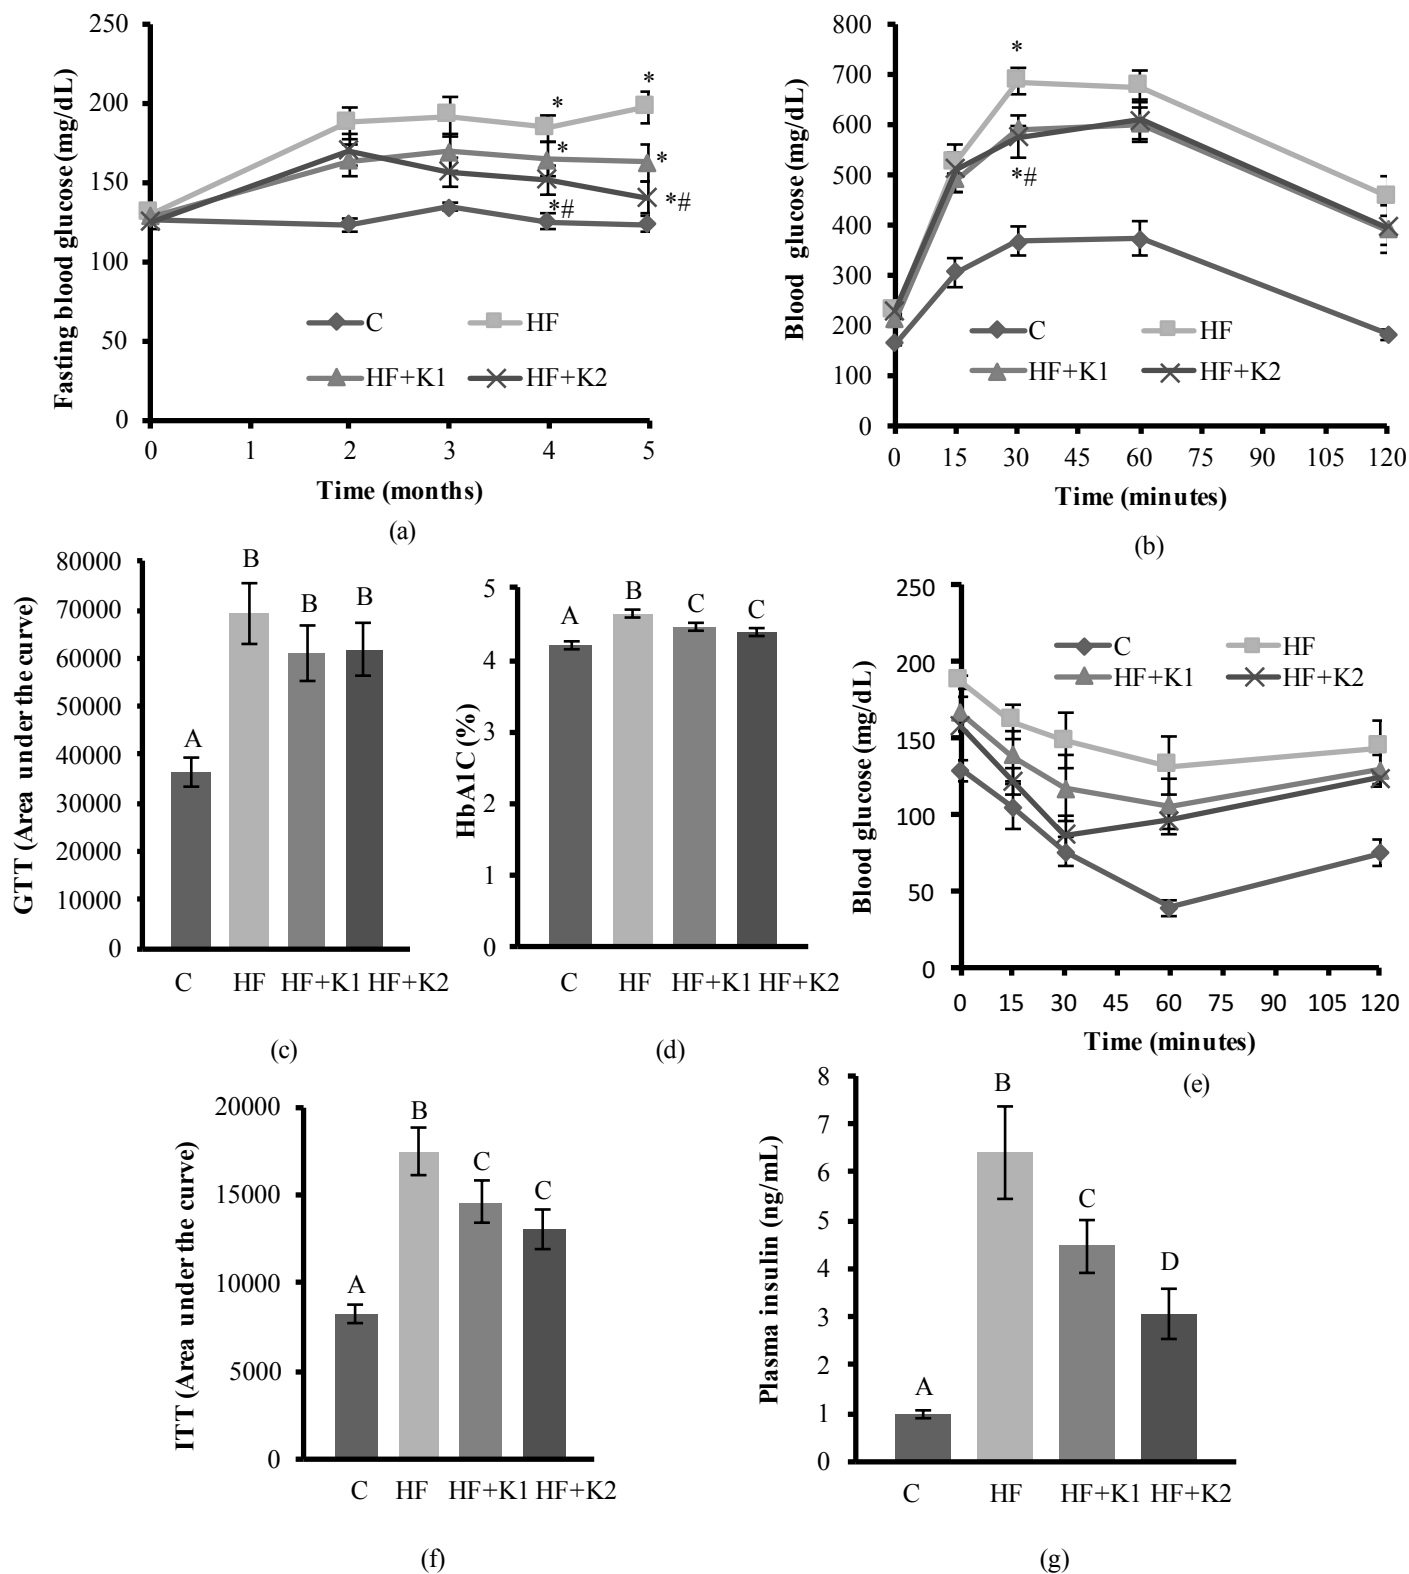 250
200
150
100
50
0
Fasting blood glucose (mg/dL)
*
*
*
*
*#
*#
C
HF
HF+K1
HF+K2
0 1 2 3 4 5
Time (months)
(a)
800
700
600
500
400
300
200
100
0
Blood glucose (mg/dL)
*
*#
C
HF
HF+K1
HF+K2
0 15 30 45 60 75 90 105 120
Time (minutes)
(b)
80000
70000
60000
50000
40000
30000
20000
10000
0
GTT (Area under the curve)
A
B
B
B
C HF HF+K1 HF+K2
(c)
5
4
3
2
1
0
HbA1C (%)
A
B
C
C
C HF HF+K1 HF+K2
(d)
250
200
150
100
50
0
Blood glucose (mg/dL)
C
HF
HF+K1
HF+K2
0 15 30 45 60 75 90 105 120
Time (minutes)
(e)
20000
15000
10000
5000
0
ITT (Area under the curve)
A
B
C
C
C HF HF+K1 HF+K2
(f)
8
7
6
5
4
3
2
1
0
Plasma insulin (ng/mL)
A
B
C
D
C HF HF+K1 HF+K2
(g)